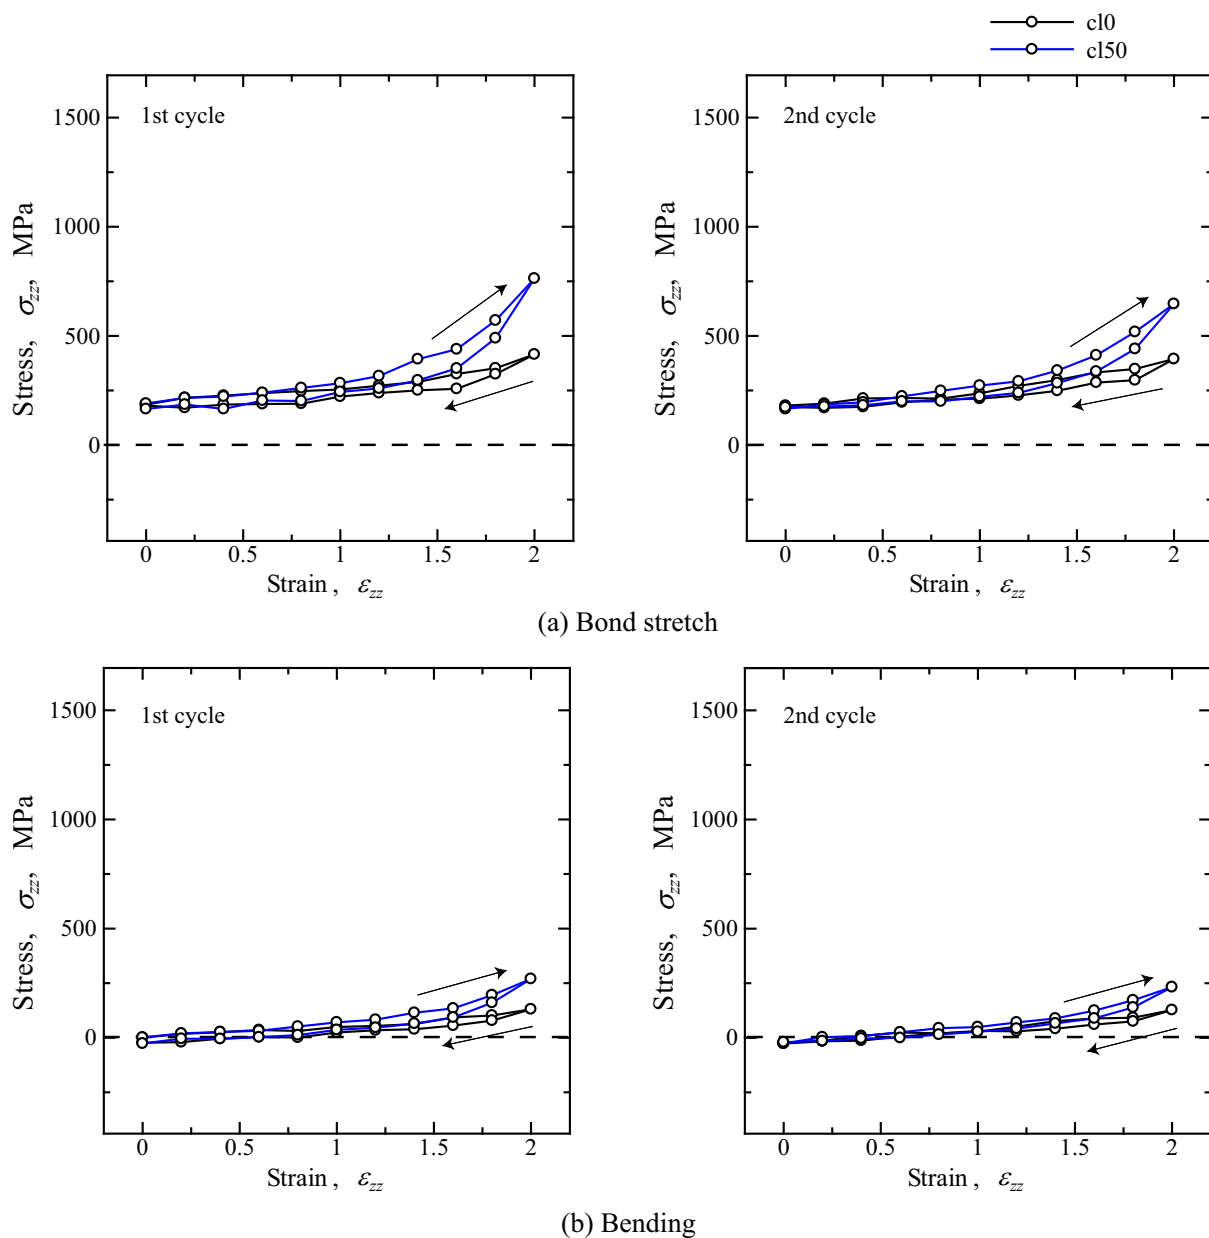 cl0
cl50
1st cycle
1500
1000
500
0
Stress, σzz, MPa
0 0.5 1 1.5 2
Strain , εzz
2nd cycle
1500
1000
500
0
Stress, σzz, MPa
0 0.5 1 1.5 2
Strain , εzz
(a) Bond stretch
1st cycle
1500
1000
500
0
Stress, σzz, MPa
0 0.5 1 1.5 2
Strain , εzz
2nd cycle
1500
1000
500
0
Stress, σzz, MPa
0 0.5 1 1.5 2
Strain , εzz
(b) Bending